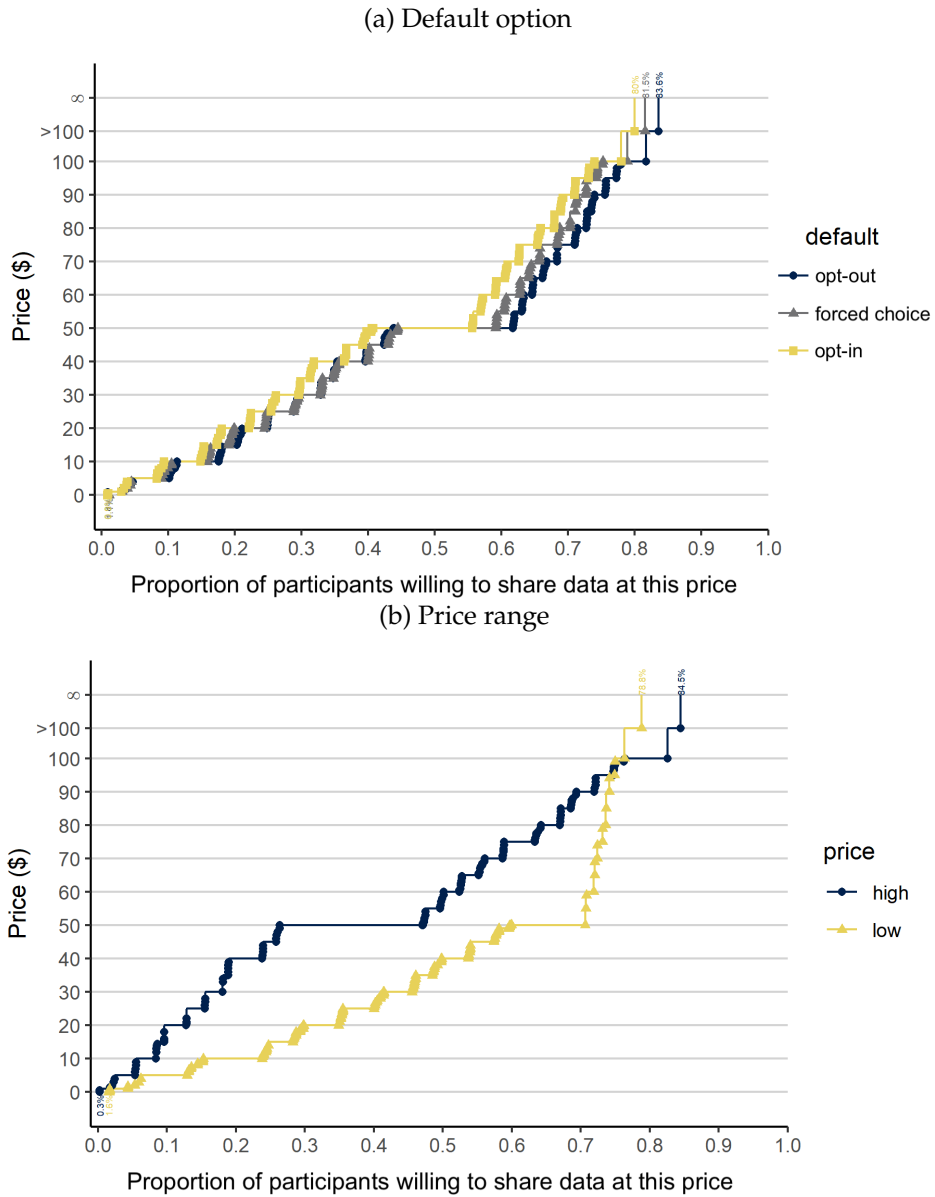 (a) Default option
80%
81.5%
83.6%
∞
>100
100
90
80
70
60
50
40
30
20
10
0
Price ($)
default
opt-out
forced choice
opt-in
1.1%
0.0 0.1 0.2 0.3 0.4 0.5 0.6 0.7 0.8 0.9 1.0
Proportion of participants willing to share data at this price
(b) Price range
78.8%
84.5%
∞
>100
100
90
80
70
60
50
40
30
20
10
0
Price ($)
price
high
low
0.3%
1.6%
0.0 0.1 0.2 0.3 0.4 0.5 0.6 0.7 0.8 0.9 1.0
Proportion of participants willing to share data at this price